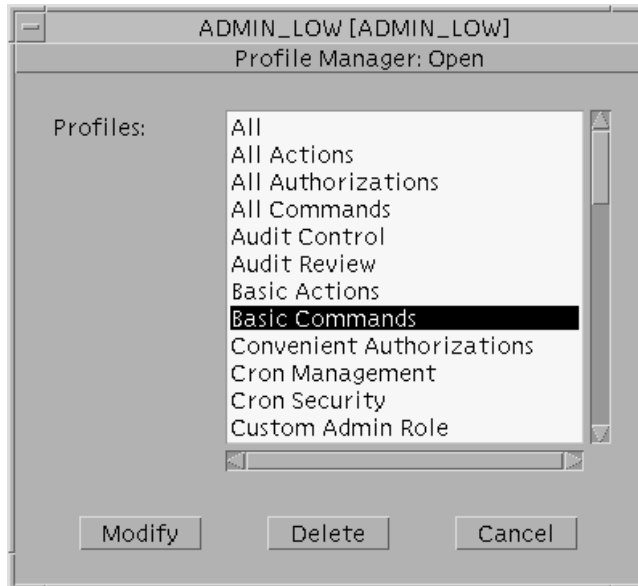 ADMIN_LOW [ADMIN_LOW]
Profile Manager: Open
Profiles:
All
All Actions
All Authorizations
All Commands
Audit Control
Audit Review
Basic Actions
Basic Commands
Convenient Authorizations
Cron Management
Cron Security
Custom Admin Role
Modify
Delete
Cancel